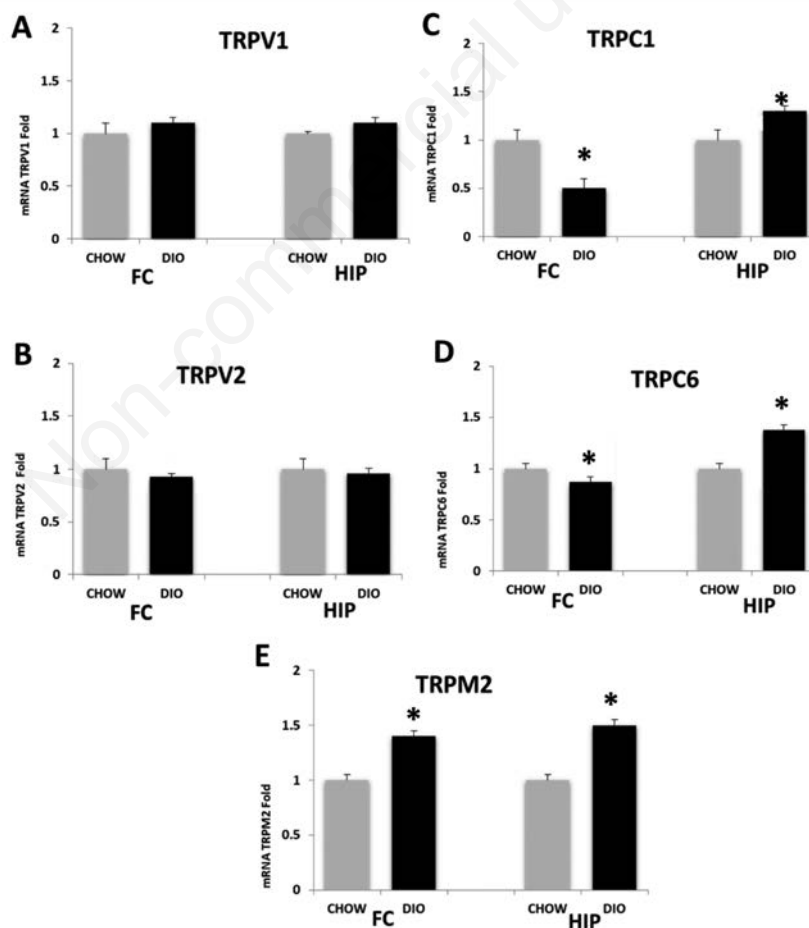 A
TRPV1
mRNA TRPV1 Fold
2
1.5
1
0.5
0
CHOW DIO CHOW DIO
FC HIP
C
TRPC1
mRNA TRPC1 Fold
2
1.5
1
0.5
0
*
*
CHOW DIO CHOW DIO
FC HIP
B
TRPV2
mRNA TRPV2 Fold
2
1.5
1
0.5
0
CHOW DIO CHOW DIO
FC HIP
D
TRPC6
mRNA TRPC6 Fold
2
1.5
1
0.5
0
*
*
CHOW DIO CHOW DIO
FC HIP
E
TRPM2
mRNA TRPM2 Fold
2
1.5
1
0.5
0
*
*
CHOW DIO CHOW DIO
FC HIP
Non-commercial u